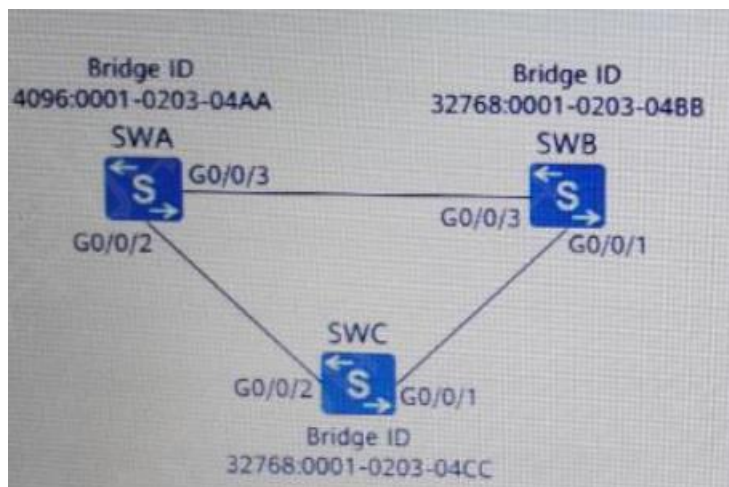 Bridge ID
4096:0001-0203-04AA
SWA
Bridge ID
32768:0001-0203-04BB
SWB
S
G0/0/3
S
G0/0/3
G0/0/2
G0/0/1
SWC
G0/0/2
S
G0/0/1
Bridge ID
32768:0001-0203-04CC